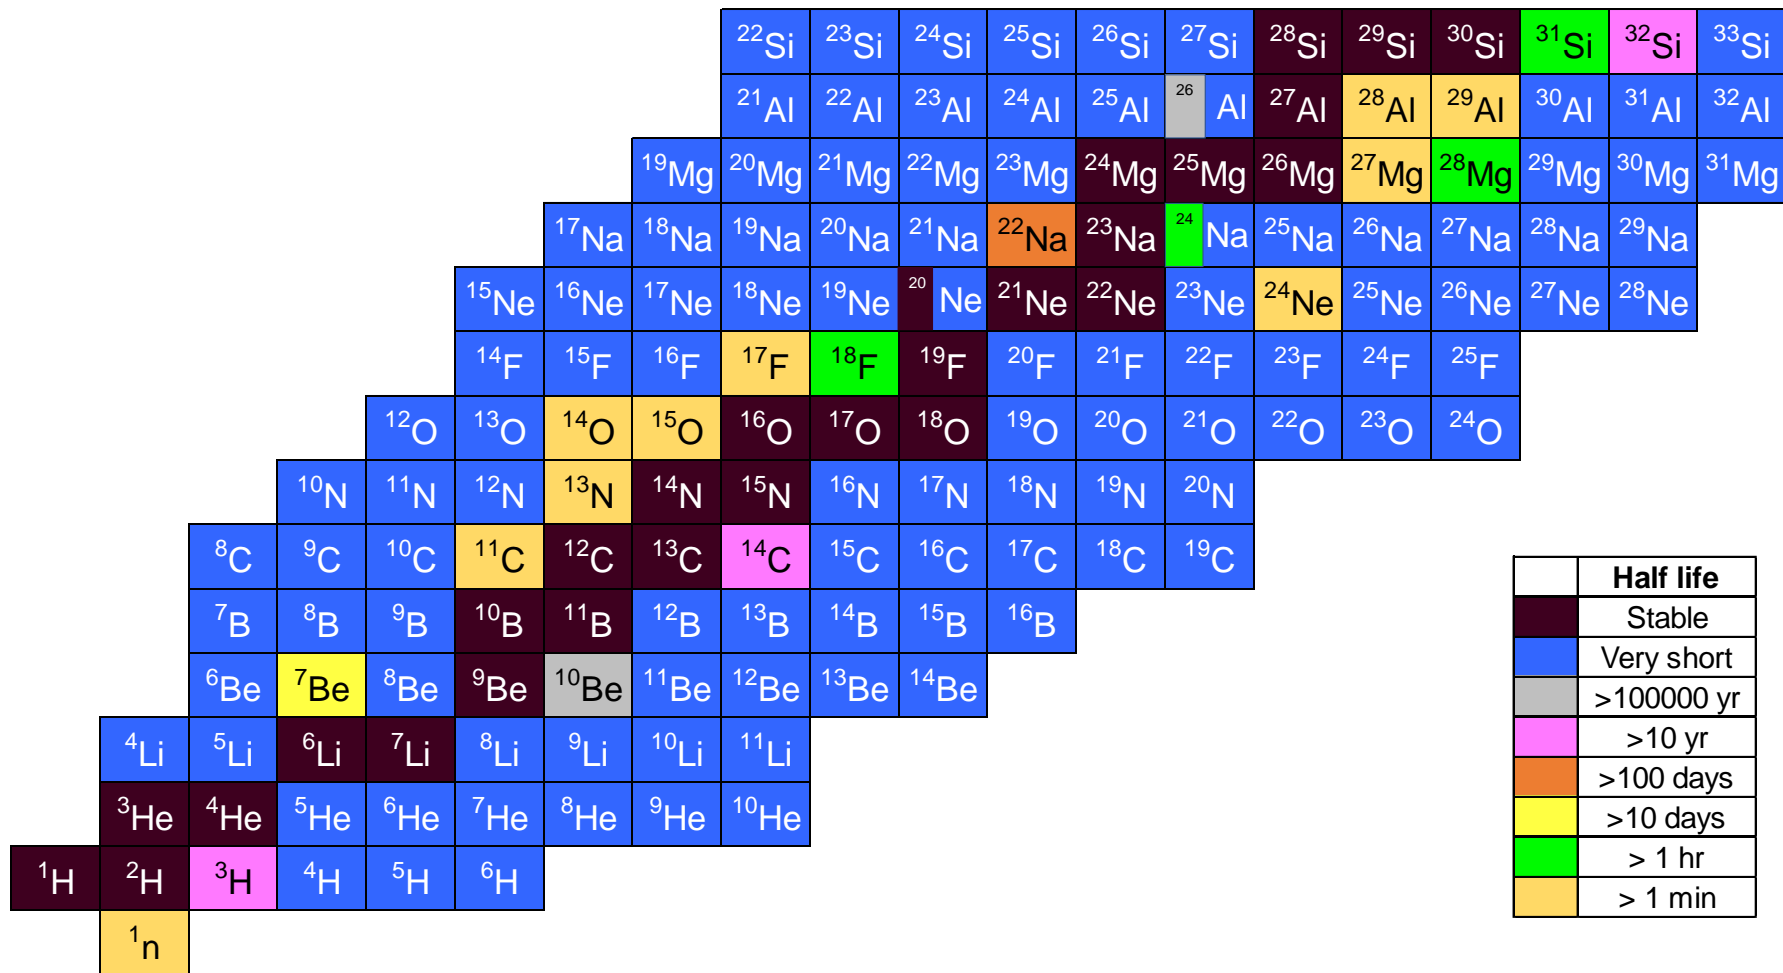 ²²Si ²³Si ²⁴Si ²⁵Si ²⁶Si ²⁷Si ²⁸Si ²⁹Si ³⁰Si ³¹Si ³²Si ³³Si
²¹Al ²²Al ²³Al ²⁴Al ²⁵Al ²⁶ Al ²⁷Al ²⁸Al ²⁹Al ³⁰Al ³¹Al ³²Al
¹⁹Mg ²⁰Mg ²¹Mg ²²Mg ²³Mg ²⁴Mg ²⁵Mg ²⁶Mg ²⁷Mg ²⁸Mg ²⁹Mg ³⁰Mg ³¹Mg
¹⁷Na ¹⁸Na ¹⁹Na ²⁰Na ²¹Na ²²Na ²³Na ²⁴ Na ²⁵Na ²⁶Na ²⁷Na ²⁸Na ²⁹Na
¹⁵Ne ¹⁶Ne ¹⁷Ne ¹⁸Ne ¹⁹Ne ²⁰ Ne ²¹Ne ²²Ne ²³Ne ²⁴Ne ²⁵Ne ²⁶Ne ²⁷Ne ²⁸Ne
¹⁴F ¹⁵F ¹⁶F ¹⁷F ¹⁸F ¹⁹F ²⁰F ²¹F ²²F ²³F ²⁴F ²⁵F
¹²O ¹³O ¹⁴O ¹⁵O ¹⁶O ¹⁷O ¹⁸O ¹⁹O ²⁰O ²¹O ²²O ²³O ²⁴O
¹⁰N ¹¹N ¹²N ¹³N ¹⁴N ¹⁵N ¹⁶N ¹⁷N ¹⁸N ¹⁹N ²⁰N
⁸C ⁹C ¹⁰C ¹¹C ¹²C ¹³C ¹⁴C ¹⁵C ¹⁶C ¹⁷C ¹⁸C ¹⁹C
⁷B ⁸B ⁹B ¹⁰B ¹¹B ¹²B ¹³B ¹⁴B ¹⁵B ¹⁶B
⁶Be ⁷Be ⁸Be ⁹Be ¹⁰Be ¹¹Be ¹²Be ¹³Be ¹⁴Be
⁴Li ⁵Li ⁶Li ⁷Li ⁸Li ⁹Li ¹⁰Li ¹¹Li
³He ⁴He ⁵He ⁶He ⁷He ⁸He ⁹He ¹⁰He
¹H ²H ³H ⁴H ⁵H ⁶H
¹n
Half life
Stable
Very short
>100000 yr
>10 yr
>100 days
>10 days
> 1 hr
> 1 min